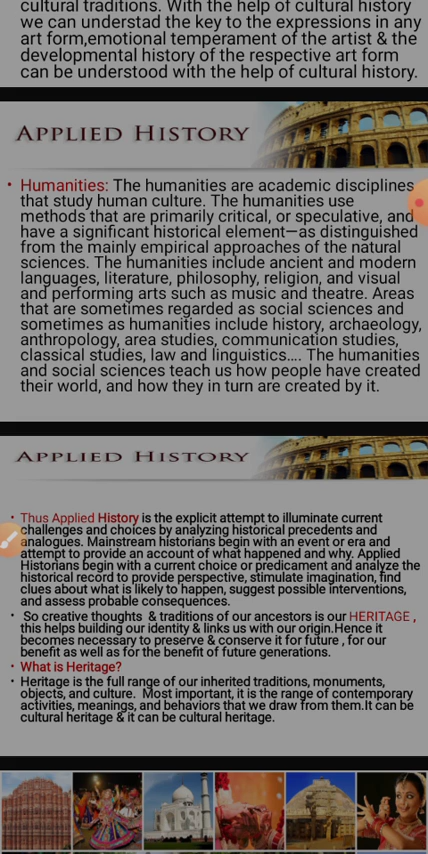 cultural traditions. With the help of cultural history
we can understad the key to the expressions in any
art form,emotional temperament of the artist & the
developmental history of the respective art form
can be understood with the help of cultural history.
APPLIED HISTORY
• Humanities: The humanities are academic disciplines
that study human culture. The humanities use
methods that are primarily critical, or speculative, and
have a significant historical element—as distinguished
from the mainly empirical approaches of the natural
sciences. The humanities include ancient and modern
languages, literature, philosophy, religion, and visual
and performing arts such as music and theatre. Areas
that are sometimes regarded as social sciences and
sometimes as humanities include history, archaeology,
anthropology, area studies, communication studies,
classical studies, law and linguistics.... The humanities
and social sciences teach us how people have created
their world, and how they in turn are created by it.
APPLIED HISTORY
• Thus Applied History is the explicit attempt to illuminate current
challenges and choices by analyzing historical precedents and
analogues. Mainstream historians begin with an event or era and
attempt to provide an account of what happened and why. Applied
Historians begin with a current choice or predicament and analyze the
historical record to provide perspective, stimulate imagination, find
clues about what is likely to happen, suggest possible interventions,
and assess probable consequences.
• So creative thoughts & traditions of our ancestors is our HERITAGE ,
this helps building our identity & links us with our origin.Hence it
becomes necessary to preserve & conserve it for future , for our
benefit as well as for the benefit of future generations.
• What is Heritage?
• Heritage is the full range of our inherited traditions, monuments,
objects, and culture. Most important, it is the range of contemporary
activities, meanings, and behaviors that we draw from them.It can be
cultural heritage & it can be cultural heritage.